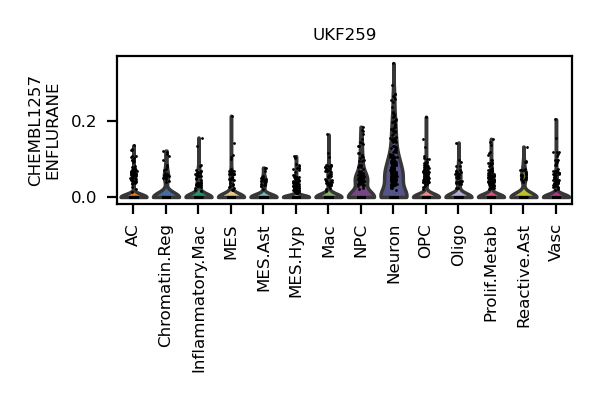 UKF259
CHEMBL1257
ENFLURANE
0.2
0.0
AC
Chromatin.Reg
Inflammatory.Mac
MES
MES.Ast
MES.Hyp
Mac
NPC
Neuron
OPC
Oligo
Prolif.Metab
Reactive.Ast
Vasc